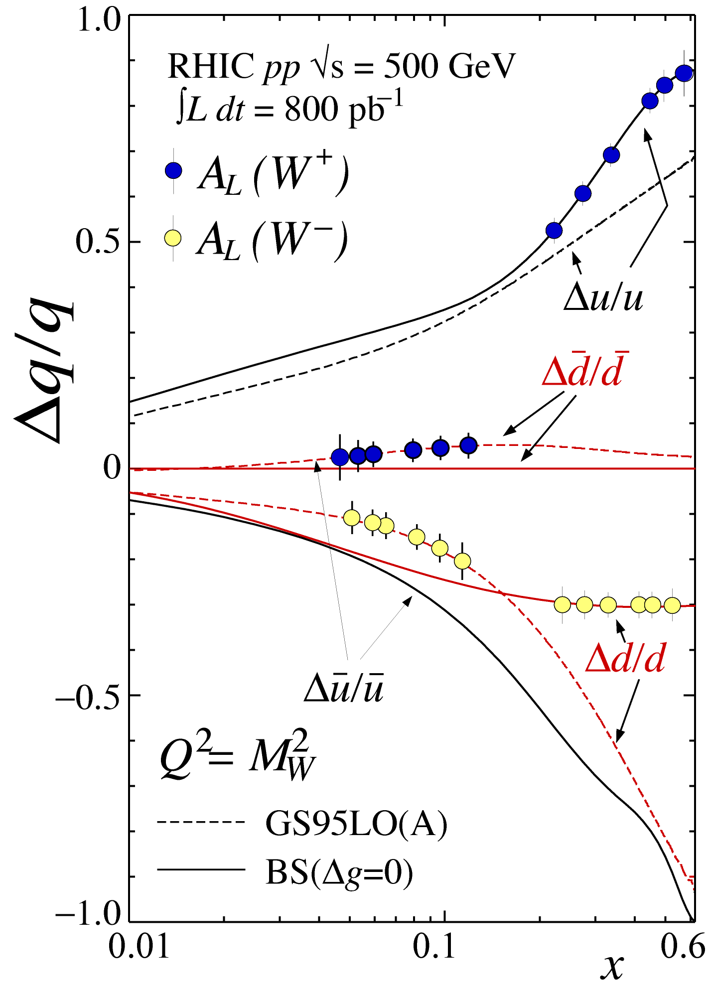 1.0
RHIC pp √s = 500 GeV
∫L dt = 800 pb⁻¹
A_L (W⁺)
A_L (W⁻)
0.5
Δu/u
Δq/q
Δd̄/d̄
0
Δd/d
Δū/ū
−0.5
Q² = M²_W
GS95LO(A)
BS(Δg=0)
−1.0
0.01 0.1 0.6
x